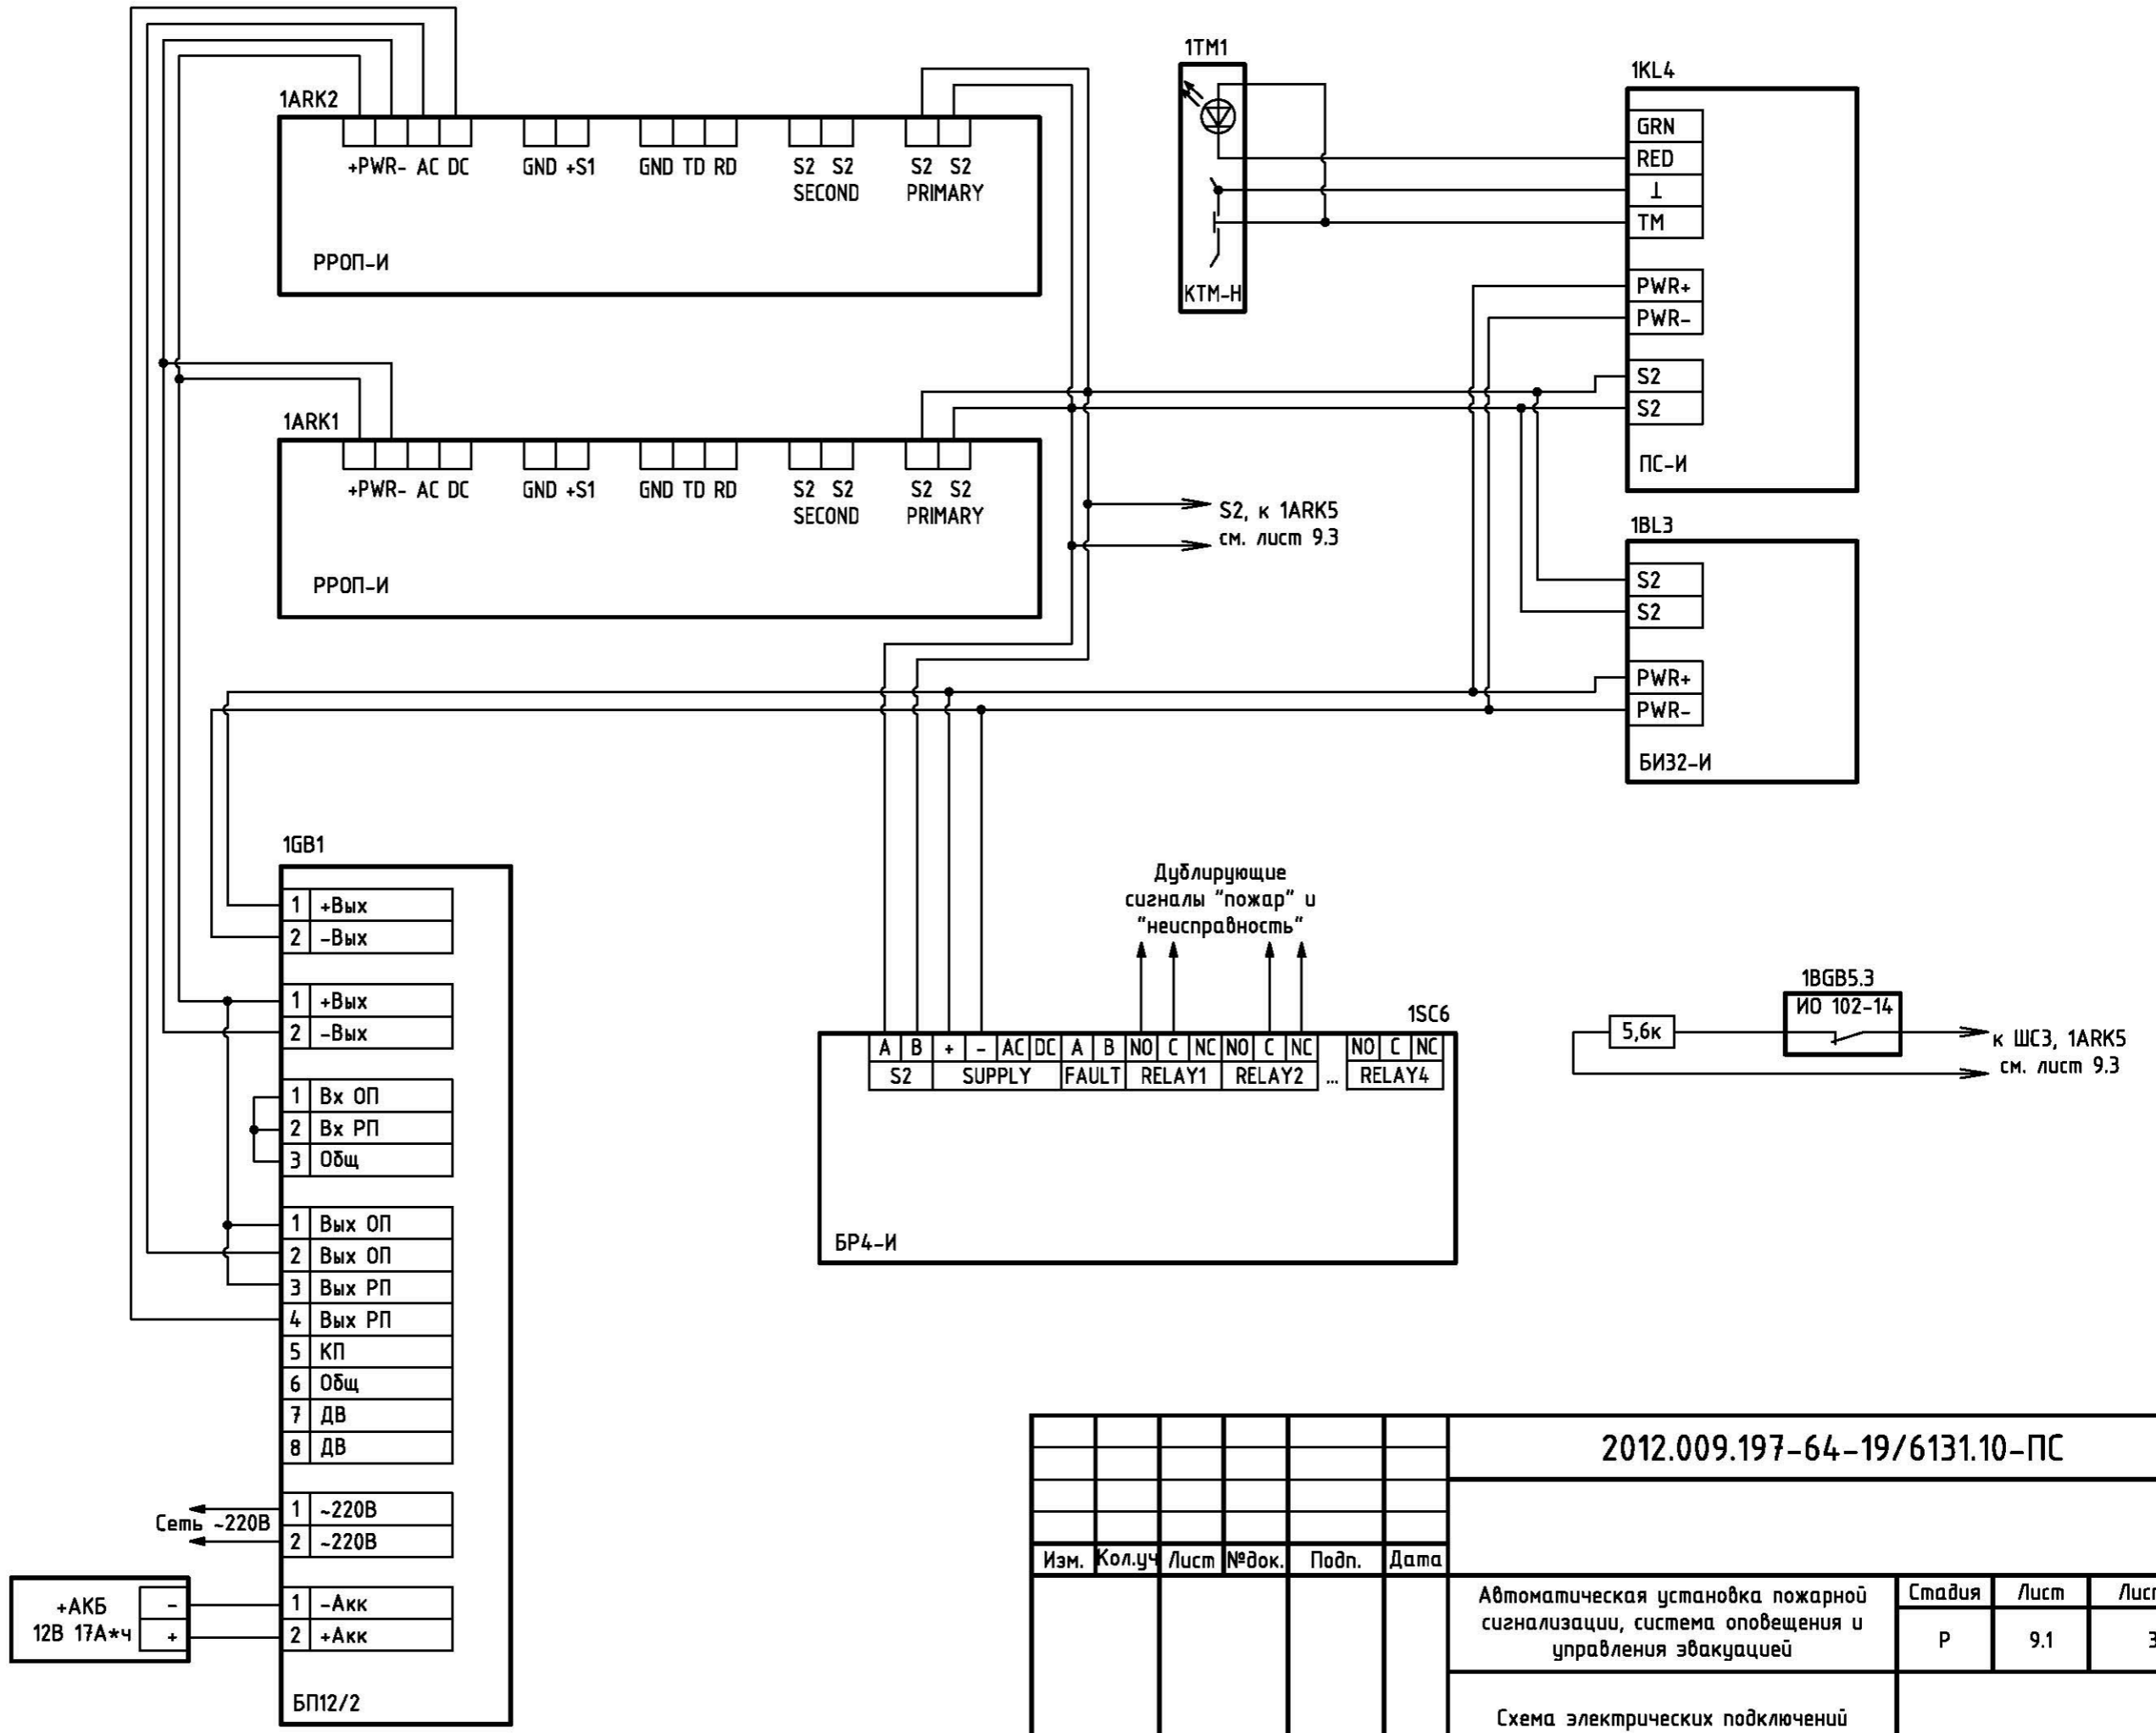 1ARK2
+PWR- AC DC GND +S1 GND TD RD S2 S2 S2 S2
SECOND PRIMARY
РРОП-И
1ARK1
+PWR- AC DC GND +S1 GND TD RD S2 S2 S2 S2
SECOND PRIMARY
РРОП-И
1TM1
КТМ-Н
1KL4
GRN
RED
⊥
TM
PWR+
PWR-
S2
S2
ПС-И
S2, к 1ARK5
см. лист 9.3
1BL3
S2
S2
PWR+
PWR-
БИ32-И
1GB1
1 +Вых
2 -Вых
1 +Вых
2 -Вых
1 Вх ОП
2 Вх РП
3 Общ
1 Вых ОП
2 Вых ОП
3 Вых РП
4 Вых РП
5 КП
6 Общ
7 ДВ
8 ДВ
Сеть ~220В
1 ~220В
2 ~220В
+АКБ
12В 17А*ч
-
+
1 -Акк
2 +Акк
БП12/2
Дублирующие
сигналы "пожар" и
"неисправность"
1SC6
A B + - AC DC A B NO C NC NO C NC NO C NC
S2 SUPPLY FAULT RELAY1 RELAY2 ... RELAY4
БР4-И
1BGB5.3
ИО 102-14
5,6к
к ШС3, 1ARK5
см. лист 9.3
2012.009.197-64-19/6131.10-ПС
Изм. Кол.уч Лист №док. Подп. Дата
Автоматическая установка пожарной
сигнализации, система оповещения и
управления эвакуацией
Стадия Лист
Р 9.1
Схема электрических подключений